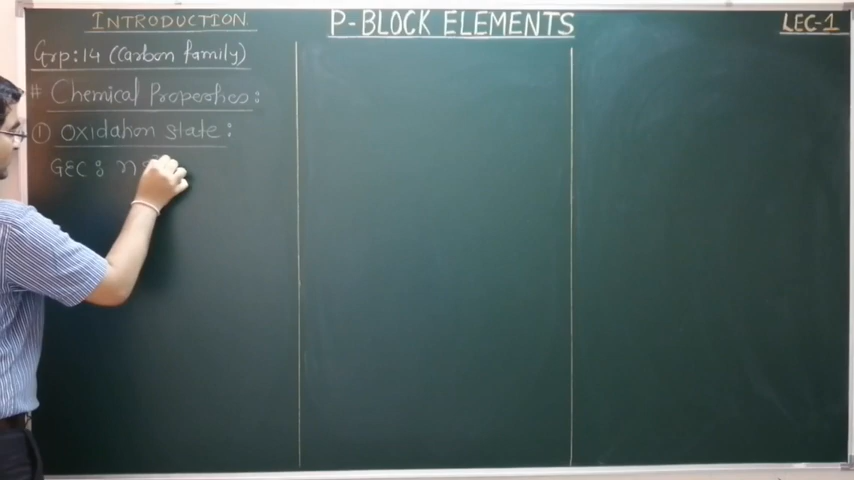 INTRODUCTION
P-BLOCK ELEMENTS
LEC-1
Grp:14 (Carbon family)
# Chemical Properties:
① Oxidation state:
GEC: n